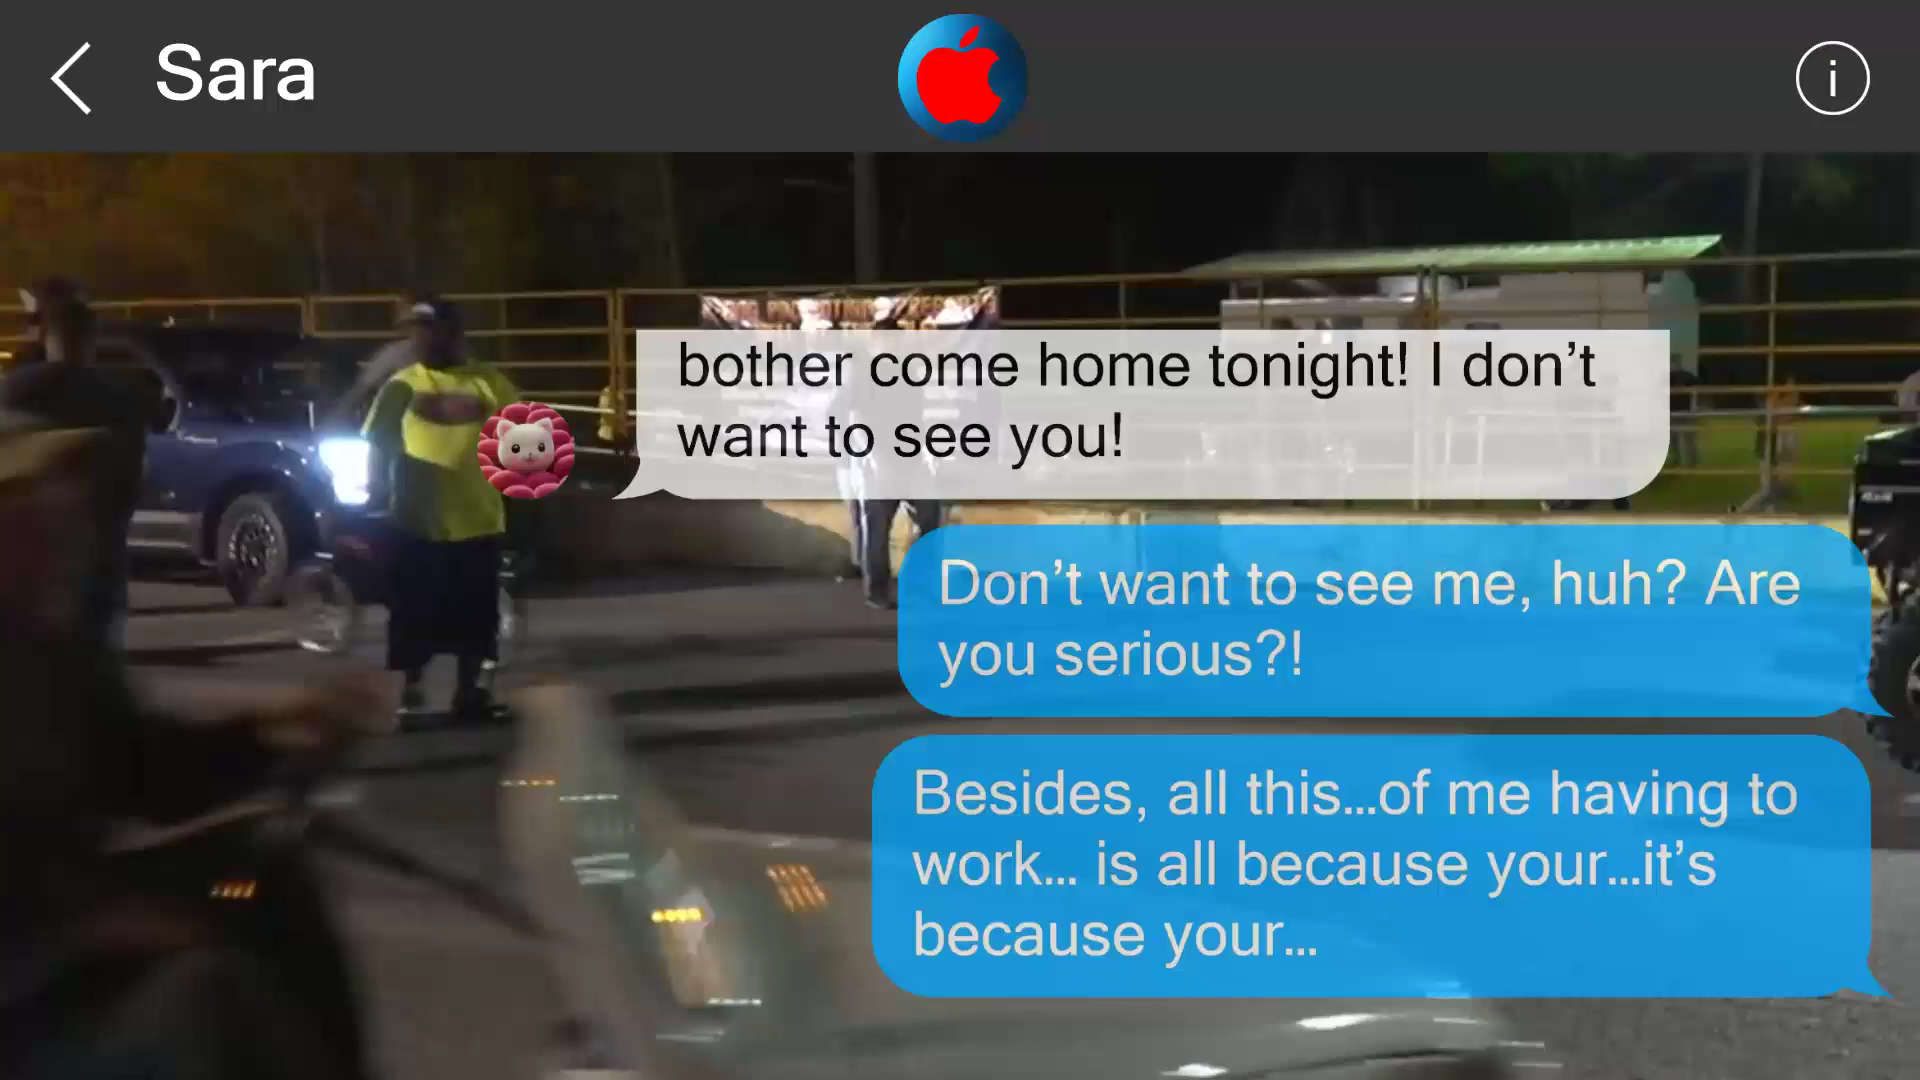 Sara
bother come home tonight! I don’t
want to see you!
Don’t want to see me, huh? Are
you serious?!
Besides, all this...of me having to
work... is all because your...it’s
because your...